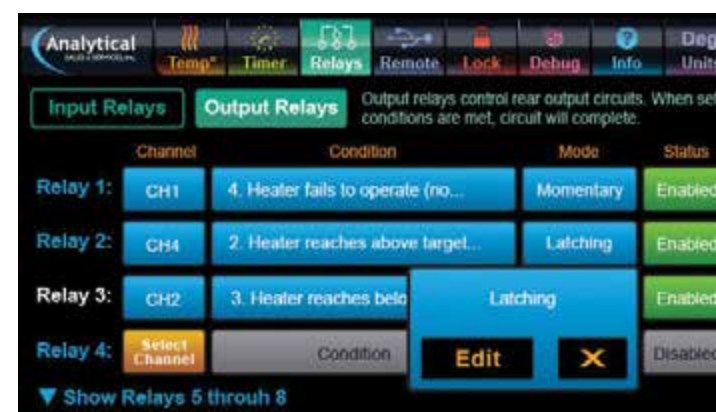 Analytical
SALES & SERVICES, INC.
Temp°
Timer
Relays
Remote
Lock
Debug
Info
Deg
Units
Input Relays
Output Relays
Output relays control rear output circuits. When set
conditions are met, circuit will complete.
Channel Condition Mode Status
Relay 1: CH1 4. Heater fails to operate (no... Momentary Enabled
Relay 2: CH4 2. Heater reaches above target... Latching Enabled
Relay 3: CH2 3. Heater reaches belo Latching Enabled
Relay 4: Select Channel Condition Disabled
Edit X
▼ Show Relays 5 throuh 8